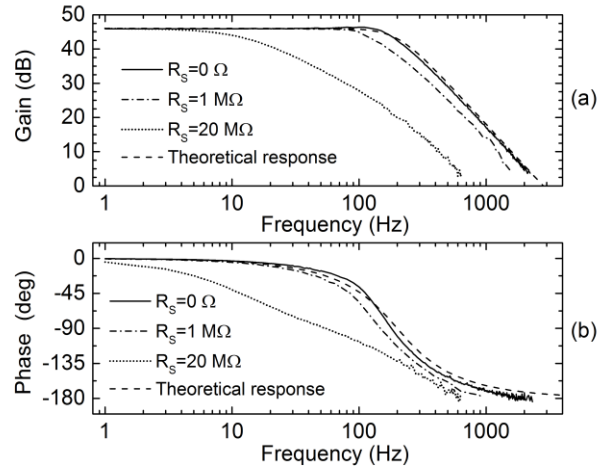 50
40
30
20
10
0
Gain (dB)
R_S=0 Ω
R_S=1 MΩ
R_S=20 MΩ
Theoretical response
(a)
1 10 100 1000
Frequency (Hz)
0
-45
-90
-135
-180
Phase (deg)
R_S=0 Ω
R_S=1 MΩ
R_S=20 MΩ
Theoretical response
(b)
1 10 100 1000
Frequency (Hz)